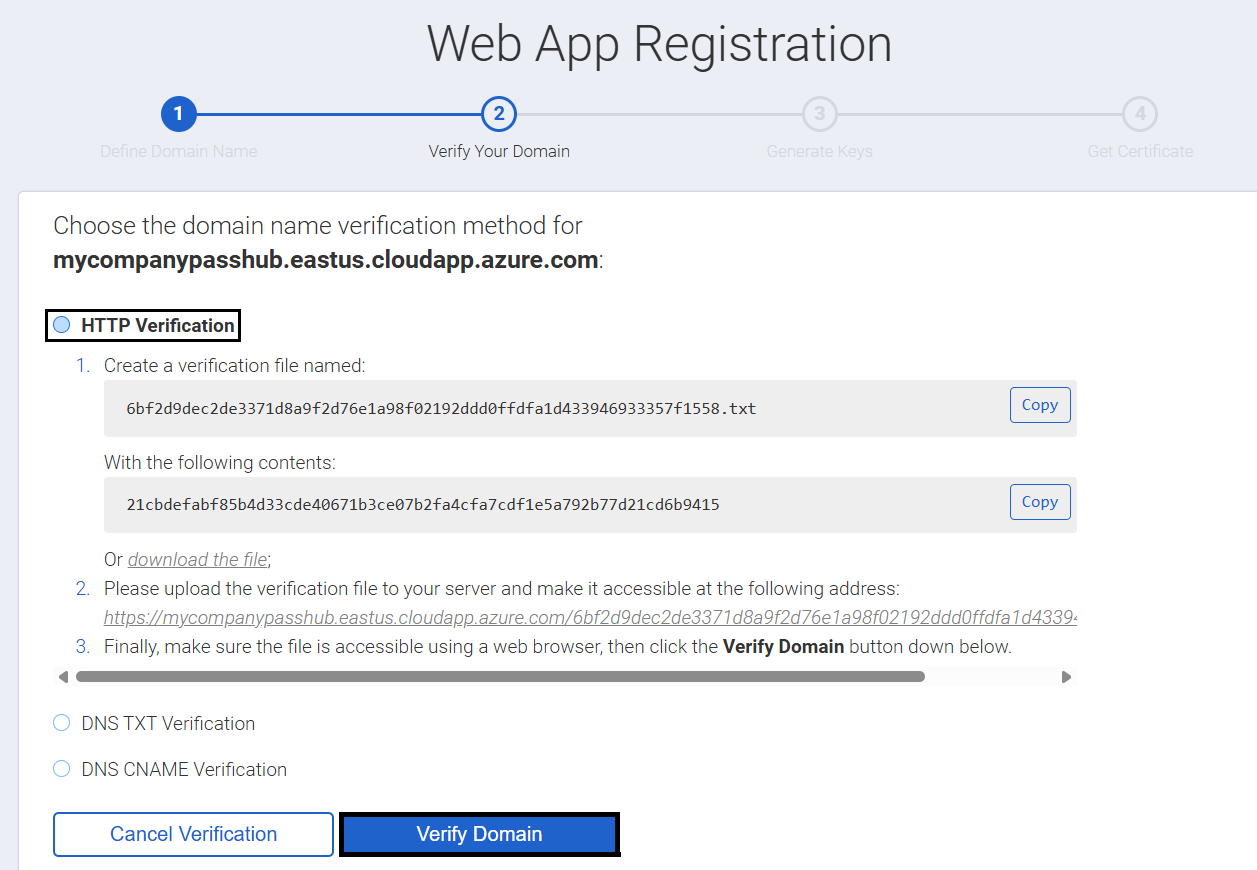 Web App Registration
1
2
3
4
Define Domain Name
Verify Your Domain
Generate Keys
Get Certificate
Choose the domain name verification method for
mycompanypasshub.eastus.cloudapp.azure.com:
HTTP Verification
1. Create a verification file named:
6bf2d9dec2de3371d8a9f2d76e1a98f02192ddd0ffdfa1d433946933357f1558.txt
Copy
With the following contents:
21cbdefabf85b4d33cde40671b3ce07b2fa4cfa7cdf1e5a792b77d21cd6b9415
Copy
Or download the file;
2. Please upload the verification file to your server and make it accessible at the following address:
https://mycompanypasshub.eastus.cloudapp.azure.com/6bf2d9dec2de3371d8a9f2d76e1a98f02192ddd0ffdfa1d4339
3. Finally, make sure the file is accessible using a web browser, then click the Verify Domain button down below.
DNS TXT Verification
DNS CNAME Verification
Cancel Verification
Verify Domain